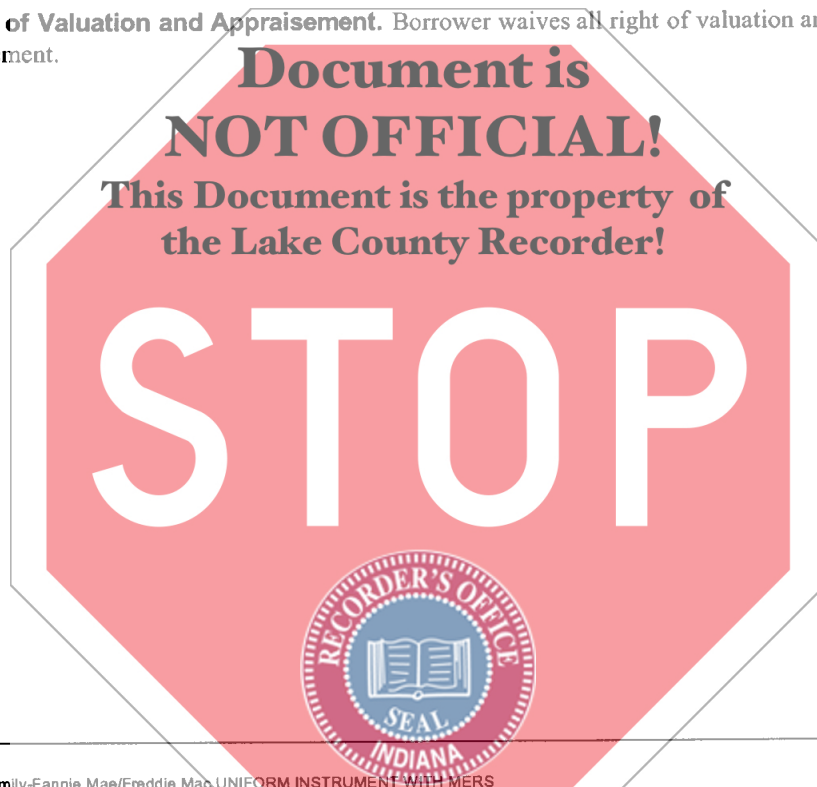 of Valuation and Appraisement. Borrower waives all right of valuation
ment.
Document is
NOT OFFICIAL!
This Document is the property of
the Lake County Recorder!
STOP
RECORDER'S OFFICE
SEAL
INDIANA
mily-Fannie Mae/Freddie Mac UNIFORM INSTRUMENT WITH MERS